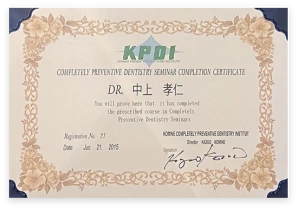 KPDI
COMPLETELY PREVENTIVE DENTISTRY SEMINAR COMPLETION CERTIFICATE
DR. 中上 孝仁
You will prove here that it has completed
the prescribed course in Completely
Preventive Dentistry Seminars
Registration No 21
Date Jun. 21, 2015
KOMINE COMPLETELY PREVENTIVE DENTISTRY INSTITUT
Director KAZUO, KOMINE
Signature